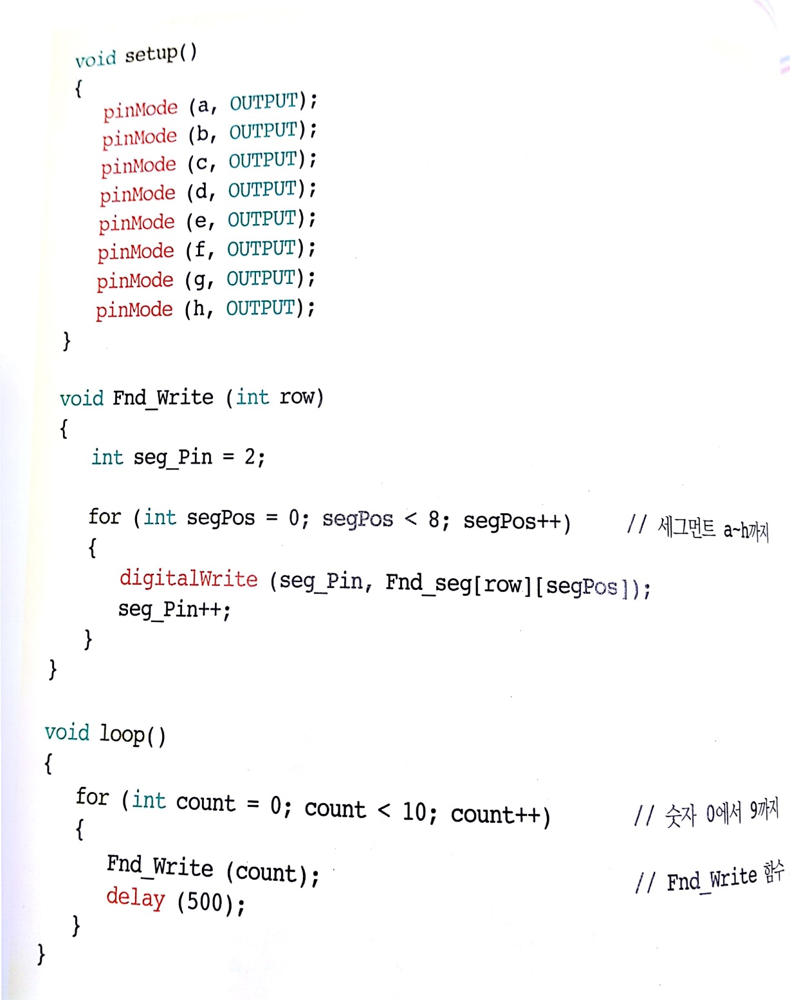 void setup()
{
pinMode (a, OUTPUT);
pinMode (b, OUTPUT);
pinMode (c, OUTPUT);
pinMode (d, OUTPUT);
pinMode (e, OUTPUT);
pinMode (f, OUTPUT);
pinMode (g, OUTPUT);
pinMode (h, OUTPUT);
}
void Fnd_Write (int row)
{
int seg_Pin = 2;
for (int segPos = 0; segPos < 8; segPos++) // 세그먼트 a~h까지
{
digitalWrite (seg_Pin, Fnd_seg[row][segPos]);
seg_Pin++;
}
}
void loop()
{
for (int count = 0; count < 10; count++) // 숫자 0에서 9까지
{
Fnd_Write (count); // Fnd_Write 함수
delay (500);
}
}